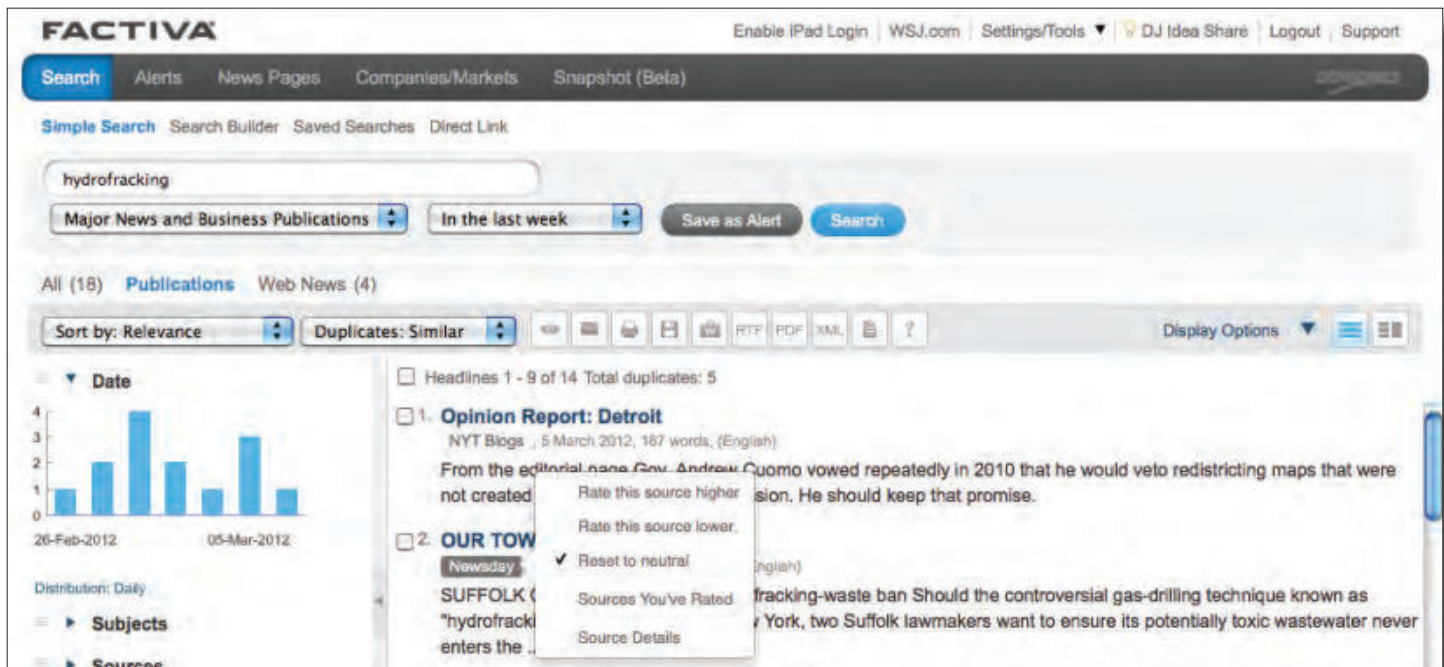 FACTIVA
Enable iPad Login | WSJ.com | Settings/Tools ▼ | DJ Idea Share | Logout | Support
Search Alerts News Pages Companies/Markets Snapshot (Beta)
Simple Search Search Builder Saved Searches Direct Link
hydrofracking
Major News and Business Publications In the last week Save as Alert Search
All (18) Publications Web News (4)
Sort by: Relevance Duplicates: Similar RTF PDF XML ? Display Options ▼
Date
4
3
2
1
0
26-Feb-2012 05-Mar-2012
Distribution: Daily
Subjects
Sources
Headlines 1 - 9 of 14 Total duplicates: 5
1. Opinion Report: Detroit
NYT Blogs , 5 March 2012, 187 words, (English)
From the editorial page Gov. Andrew Cuomo vowed repeatedly in 2010 that he would veto redistricting maps that were
not created sion. He should keep that promise.
2. OUR TOW
Newsday nglish)
SUFFOLK fracking-waste ban Should the controversial gas-drilling technique known as
"hydrofracki York, two Suffolk lawmakers want to ensure its potentially toxic wastewater never
enters the ..
Rate this source higher
Rate this source lower
✔ Reset to neutral
Sources You've Rated
Source Details